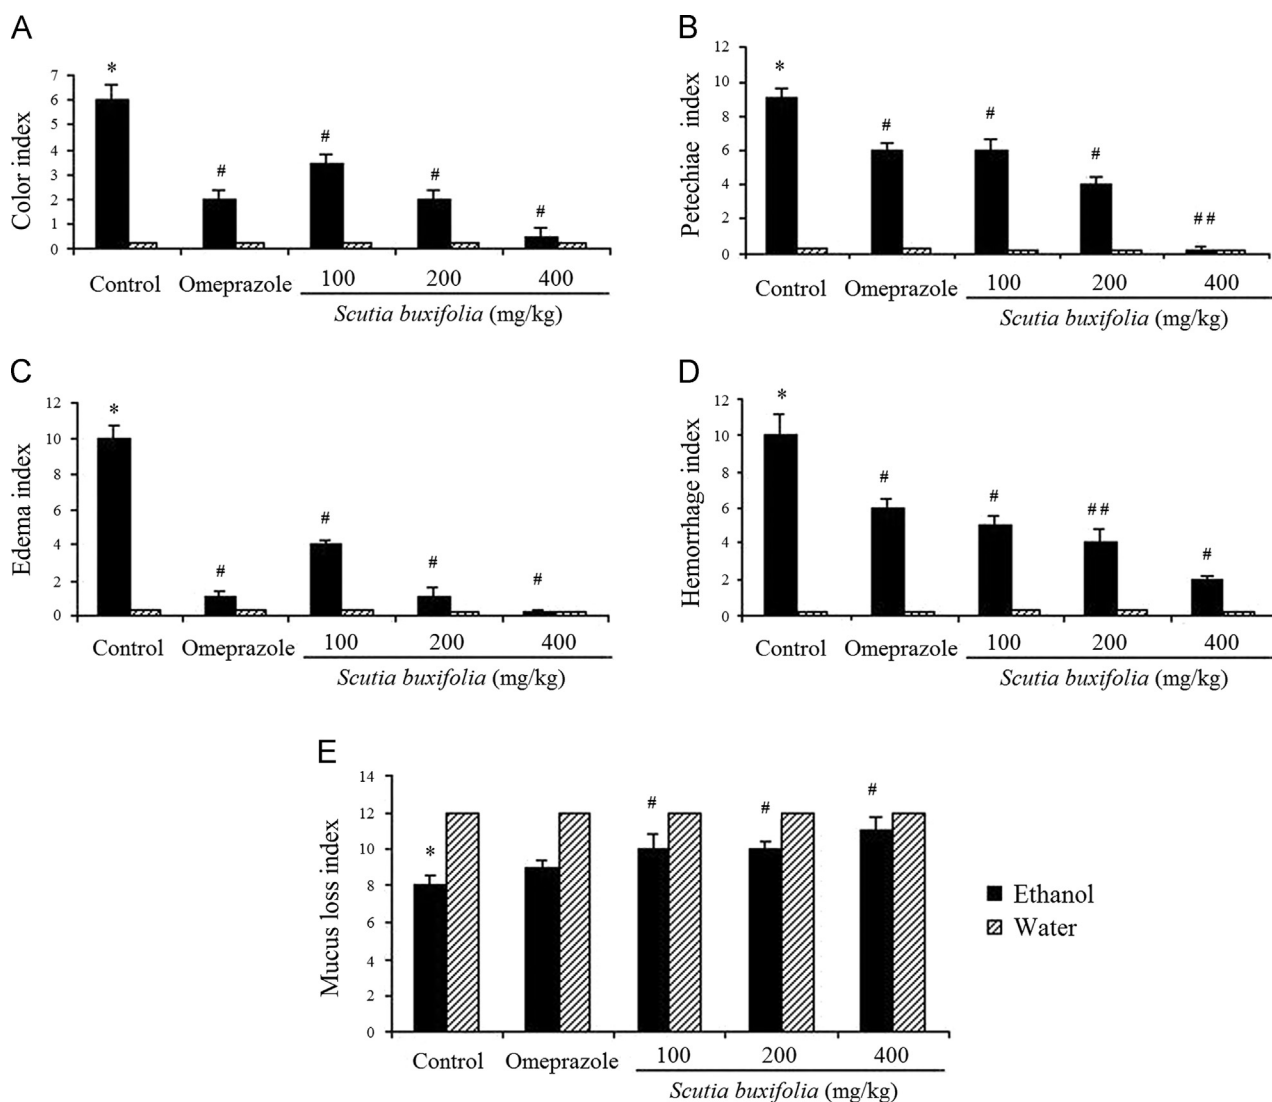 A
Color index
7
6
5
4
3
2
1
0
*
#
#
#
#
Control Omeprazole 100 200 400
Scutia buxifolia (mg/kg)
B
Petechiae index
12
10
8
6
4
2
0
*
#
#
#
##
Control Omeprazole 100 200 400
Scutia buxifolia (mg/kg)
C
Edema index
12
10
8
6
4
2
0
*
#
#
#
#
Control Omeprazole 100 200 400
Scutia buxifolia (mg/kg)
D
Hemorrhage index
12
10
8
6
4
2
0
*
#
#
##
#
Control Omeprazole 100 200 400
Scutia buxifolia (mg/kg)
E
Mucus loss index
14
12
10
8
6
4
2
0
*
#
#
#
Control Omeprazole 100 200 400
Scutia buxifolia (mg/kg)
Ethanol
Water